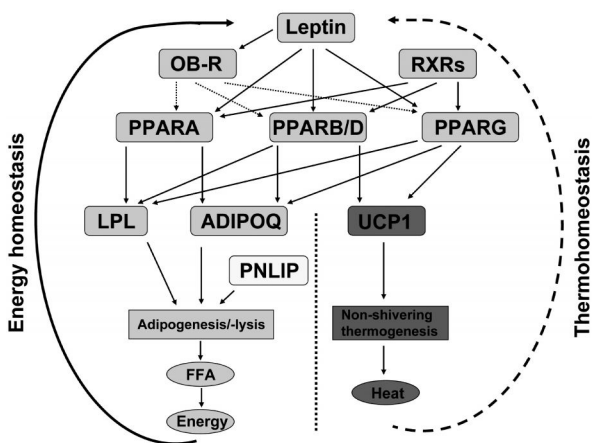 Leptin
OB-R
RXRs
PPARA
PPARB/D
PPARG
LPL
ADIPOQ
UCP1
PNLIP
Adipogenesis/-lysis
Non-shivering
thermogenesis
FFA
Heat
Energy
Energy homeostasis
Thermohomeostasis